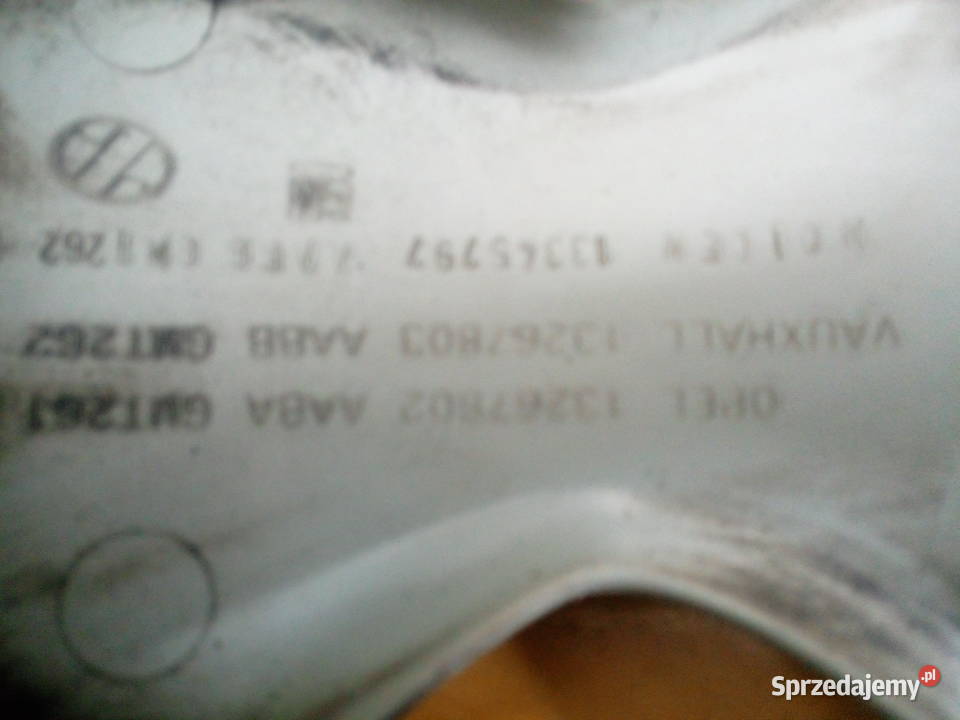 OPEL 13267802 AABA GMT261
VAUXHALL 13267803 AABB GMT262
13345797
Sprzedajemy.pl